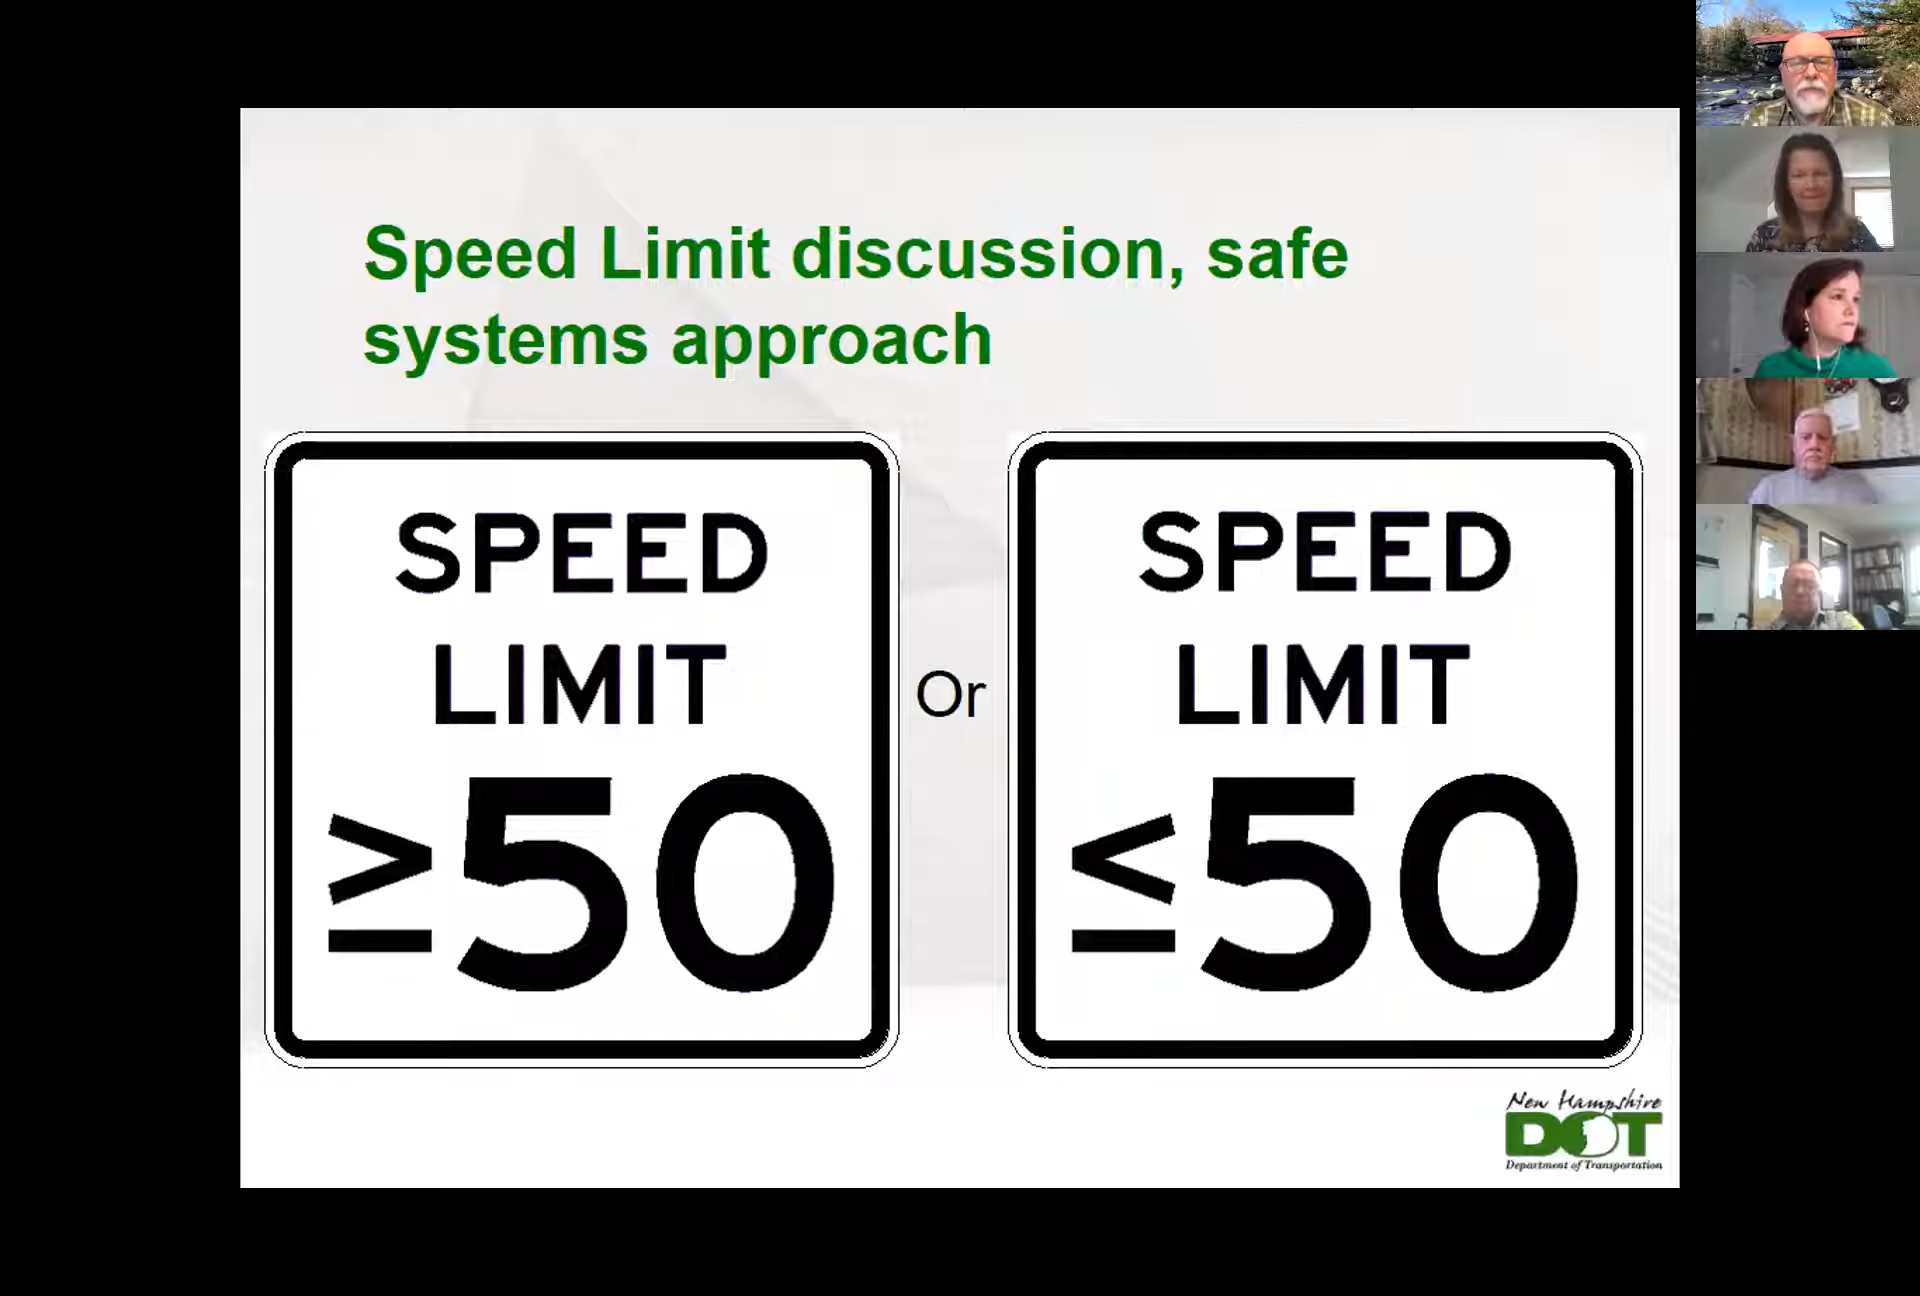 Speed Limit discussion, safe
systems approach
SPEED
LIMIT
≥50
Or
SPEED
LIMIT
≤50
New Hampshire
DOT
Department of Transportation